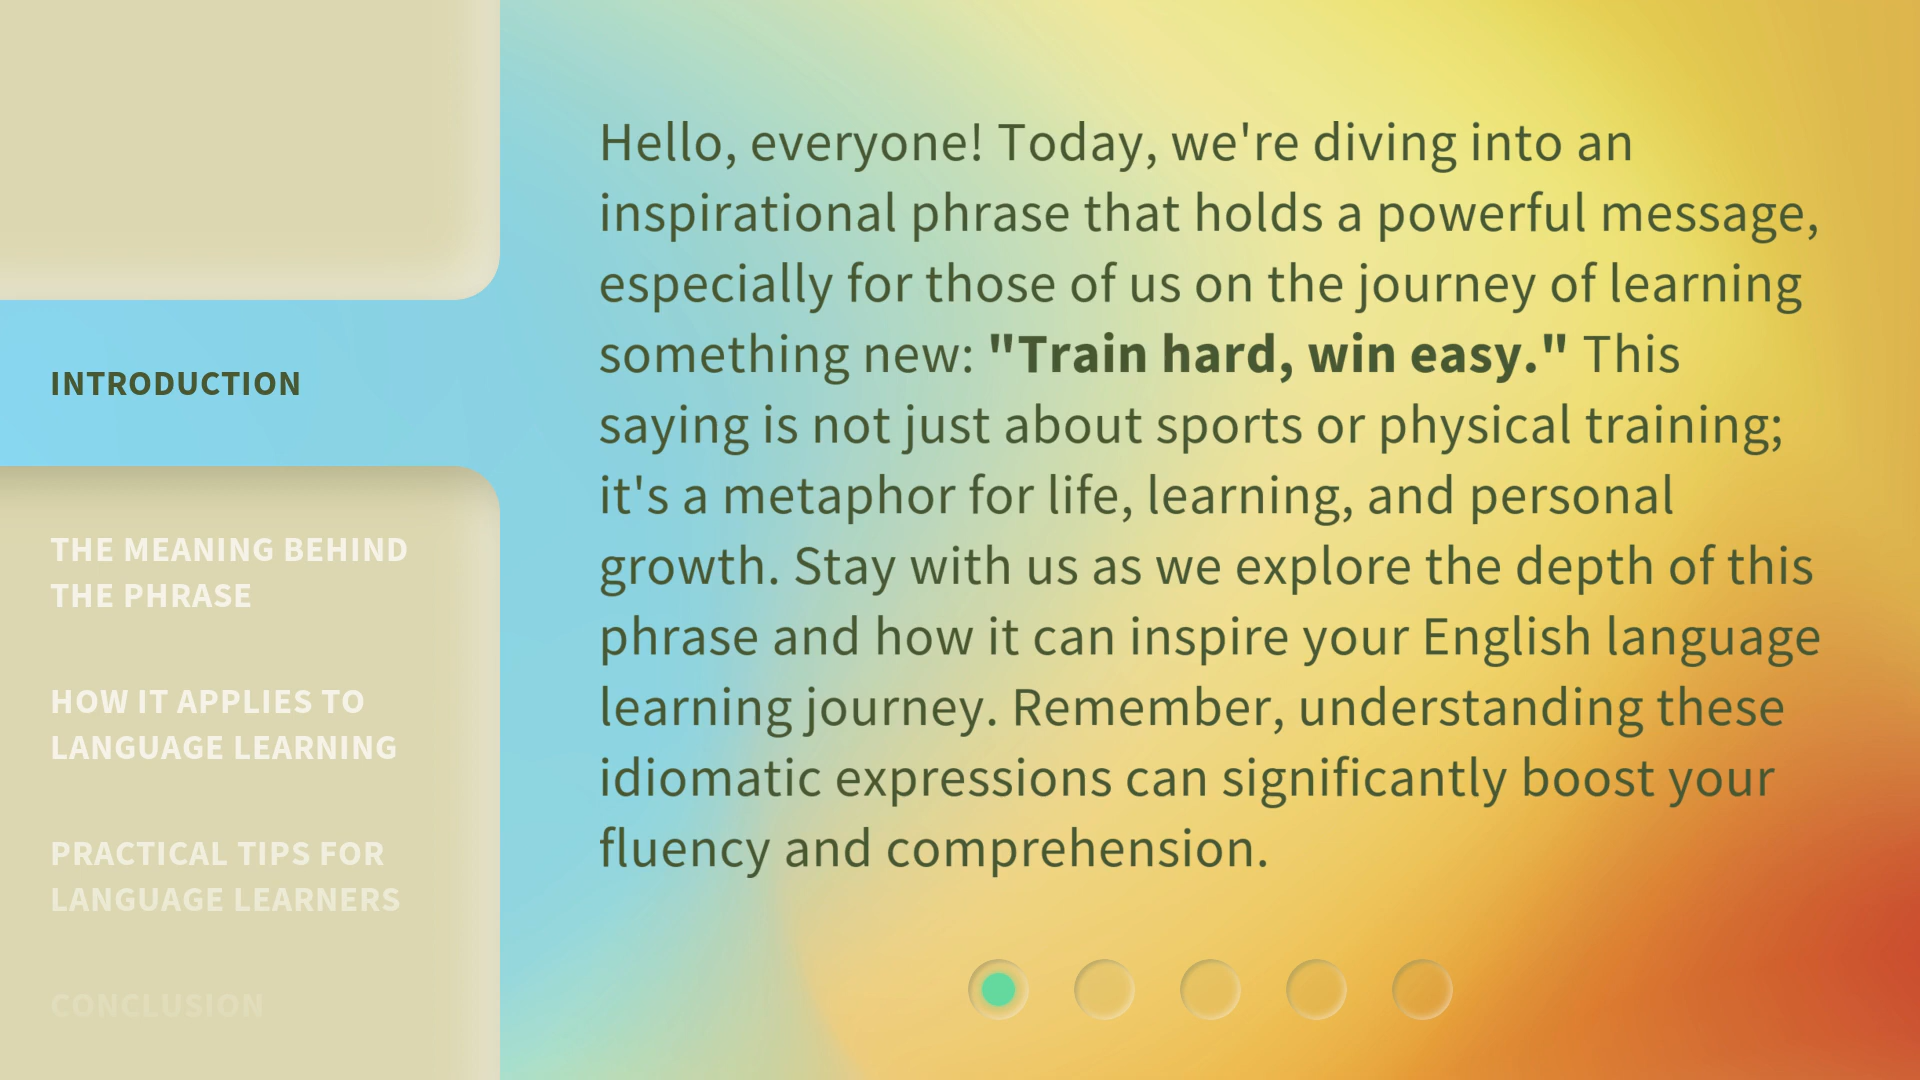 INTRODUCTION
THE MEANING BEHIND
THE PHRASE
HOW IT APPLIES TO
LANGUAGE LEARNING
PRACTICAL TIPS FOR
LANGUAGE LEARNERS
CONCLUSION
Hello, everyone! Today, we're diving into an
inspirational phrase that holds a powerful message,
especially for those of us on the journey of learning
something new: "Train hard, win easy." This
saying is not just about sports or physical training;
it's a metaphor for life, learning, and personal
growth. Stay with us as we explore the depth of this
phrase and how it can inspire your English language
learning journey. Remember, understanding these
idiomatic expressions can significantly boost your
fluency and comprehension.